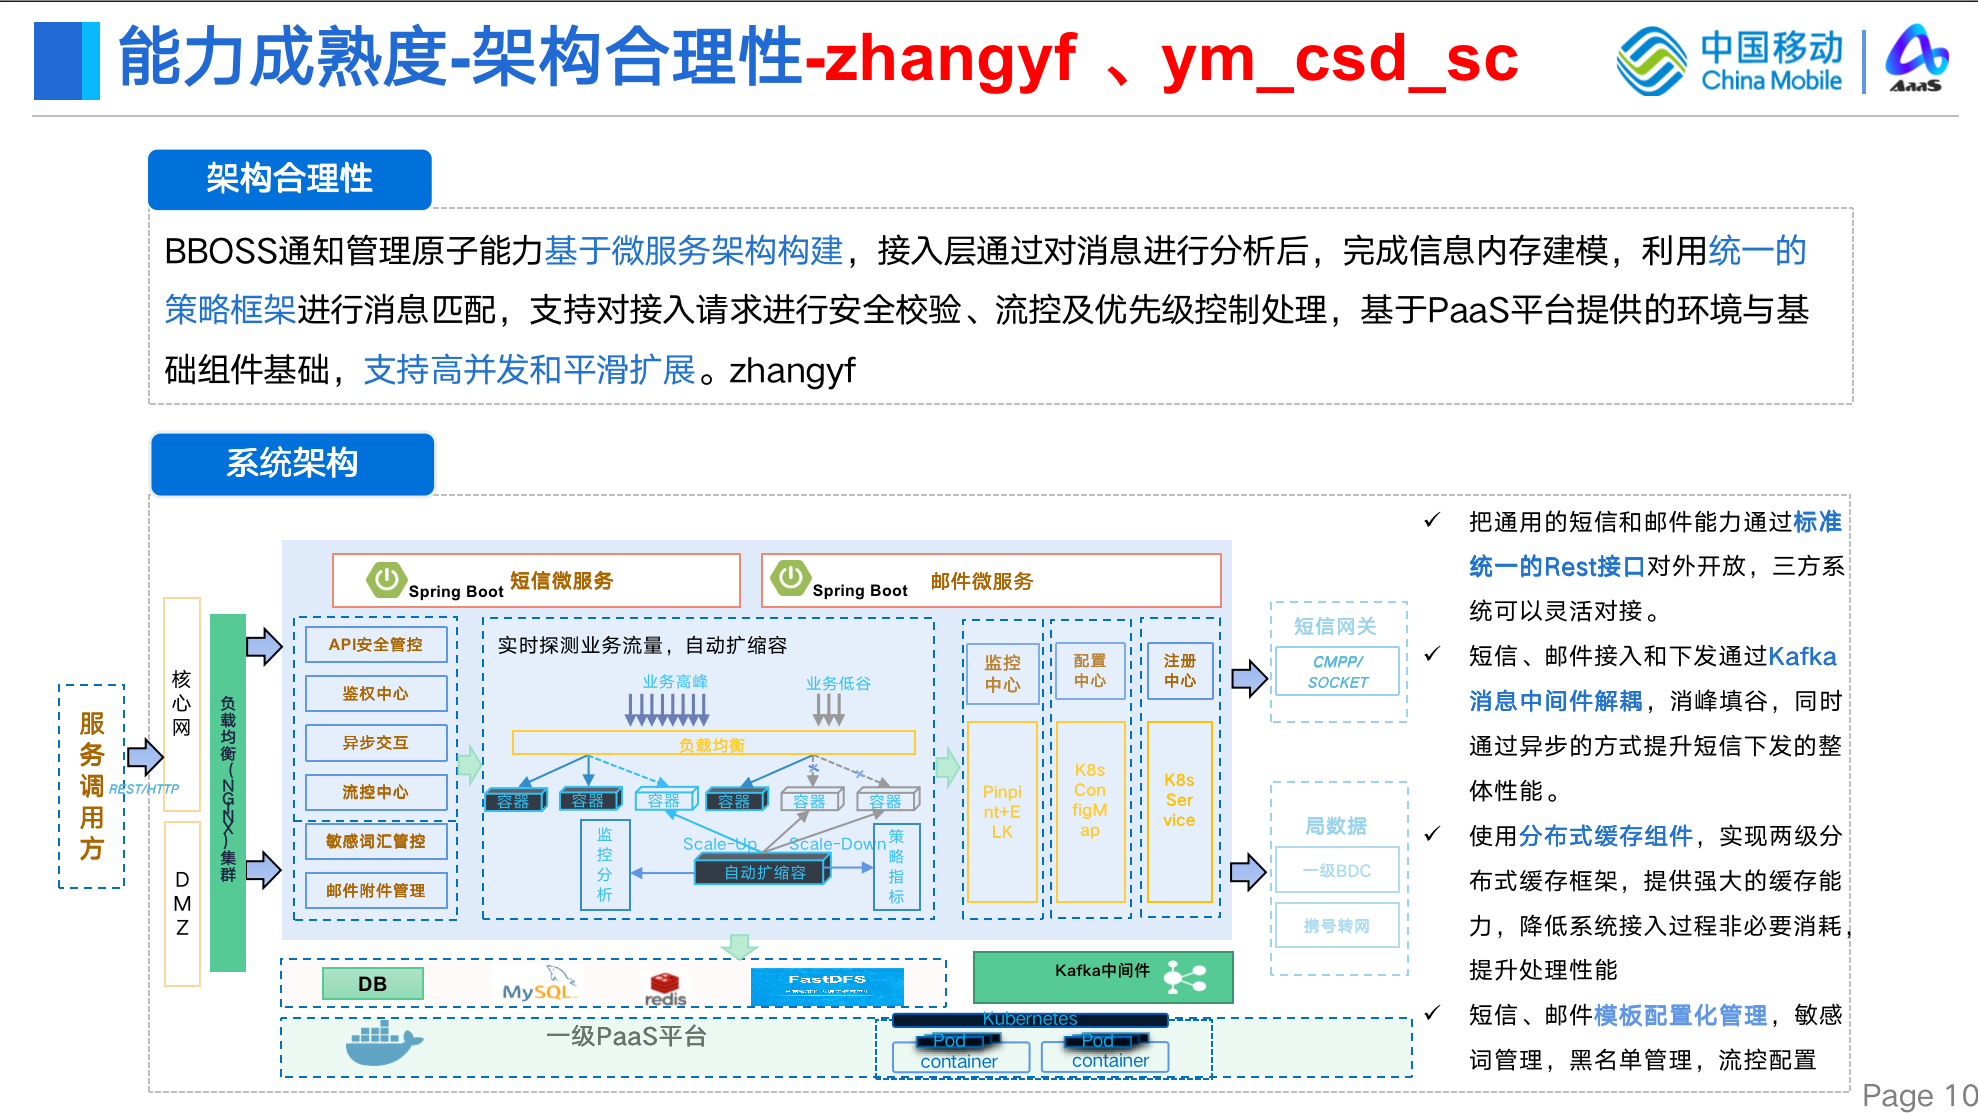 能力成熟度-架构合理性-zhangyf 、ym_csd_sc
中国移动
China Mobile
AaaS
架构合理性
BBOSS通知管理原子能力基于微服务架构构建，接入层通过对消息进行分析后，完成信息内存建模，利用统一的
策略框架进行消息匹配，支持对接入请求进行安全校验、流控及优先级控制处理，基于PaaS平台提供的环境与基
础组件基础，支持高并发和平滑扩展。zhangyf
系统架构
服务调用方
REST/HTTP
核心网
DMZ
负载均衡(NGINX)集群
Spring Boot 短信微服务
Spring Boot 邮件微服务
API安全管控
鉴权中心
异步交互
流控中心
敏感词汇管控
邮件附件管理
实时探测业务流量，自动扩缩容
业务高峰
业务低谷
负载均衡
容器
容器
容器
容器
容器
容器
监控分析
Scale-Up
Scale-Down
自动扩缩容
策略指标
监控
中心
配置
中心
注册
中心
Pinpi
nt+E
LK
K8s
Con
figM
ap
K8s
Ser
vice
短信网关
CMPP/
SOCKET
局数据
一级BDC
携号转网
DB
MySQL
redis
FastDFS
Kafka中间件
一级PaaS平台
Kubernetes
Pod
container
Pod
container
✓ 把通用的短信和邮件能力通过标准
统一的Rest接口对外开放，三方系
统可以灵活对接。
✓ 短信、邮件接入和下发通过Kafka
消息中间件解耦，消峰填谷，同时
通过异步的方式提升短信下发的整
体性能。
✓ 使用分布式缓存组件，实现两级分
布式缓存框架，提供强大的缓存能
力，降低系统接入过程非必要消耗，
提升处理性能
✓ 短信、邮件模板配置化管理，敏感
词管理，黑名单管理，流控配置
Page 10